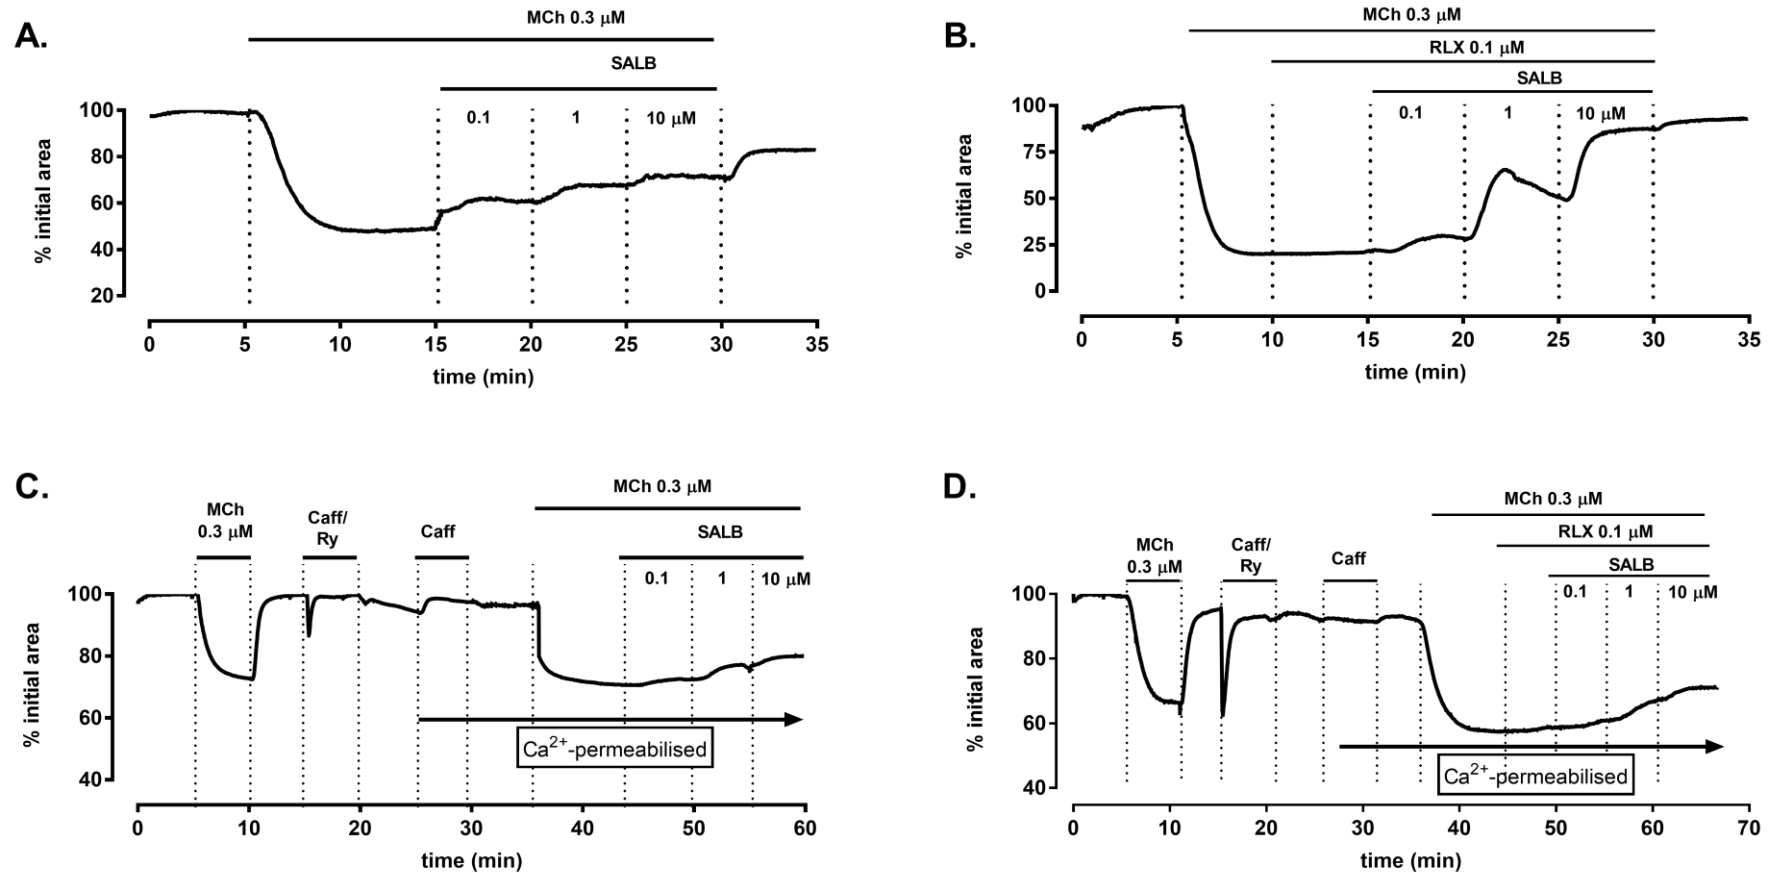 A.
MCh 0.3 μM
SALB
0.1 1 10 μM
100
80
60
40
20
% initial area
0 5 10 15 20 25 30 35
time (min)
B.
MCh 0.3 μM
RLX 0.1 μM
SALB
0.1 1 10 μM
100
75
50
25
0
% initial area
0 5 10 15 20 25 30 35
time (min)
C.
MCh 0.3 μM
MCh
0.3 μM
Caff/
Ry
Caff
SALB
0.1 1 10 μM
100
80
60
40
% initial area
Ca2+-permeabilised
0 10 20 30 40 50 60
time (min)
D.
MCh 0.3 μM
RLX 0.1 μM
MCh
0.3 μM
Caff/
Ry
Caff
SALB
0.1 1 10 μM
100
80
60
40
% initial area
Ca2+-permeabilised
0 10 20 30 40 50 60 70
time (min)